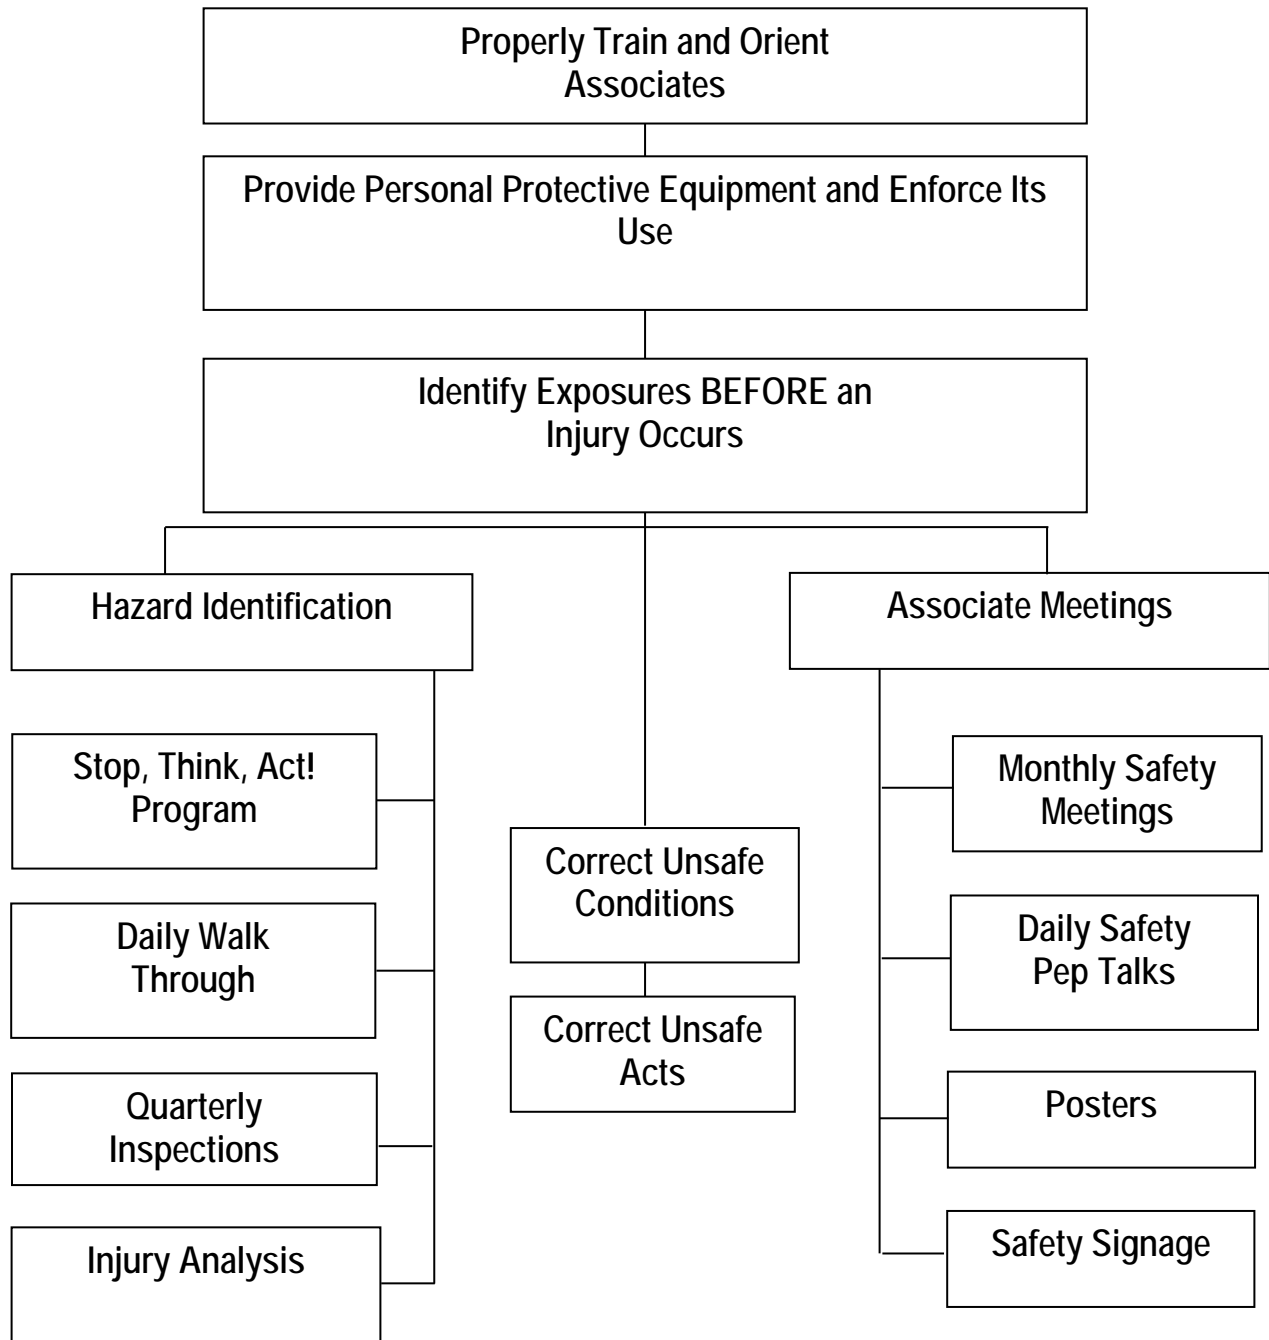 Properly Train and Orient
Associates
Provide Personal Protective Equipment and Enforce Its
Use
Identify Exposures BEFORE an
Injury Occurs
Hazard Identification
Stop, Think, Act!
Program
Daily Walk
Through
Quarterly
Inspections
Injury Analysis
Correct Unsafe
Conditions
Correct Unsafe
Acts
Associate Meetings
Monthly Safety
Meetings
Daily Safety
Pep Talks
Posters
Safety Signage